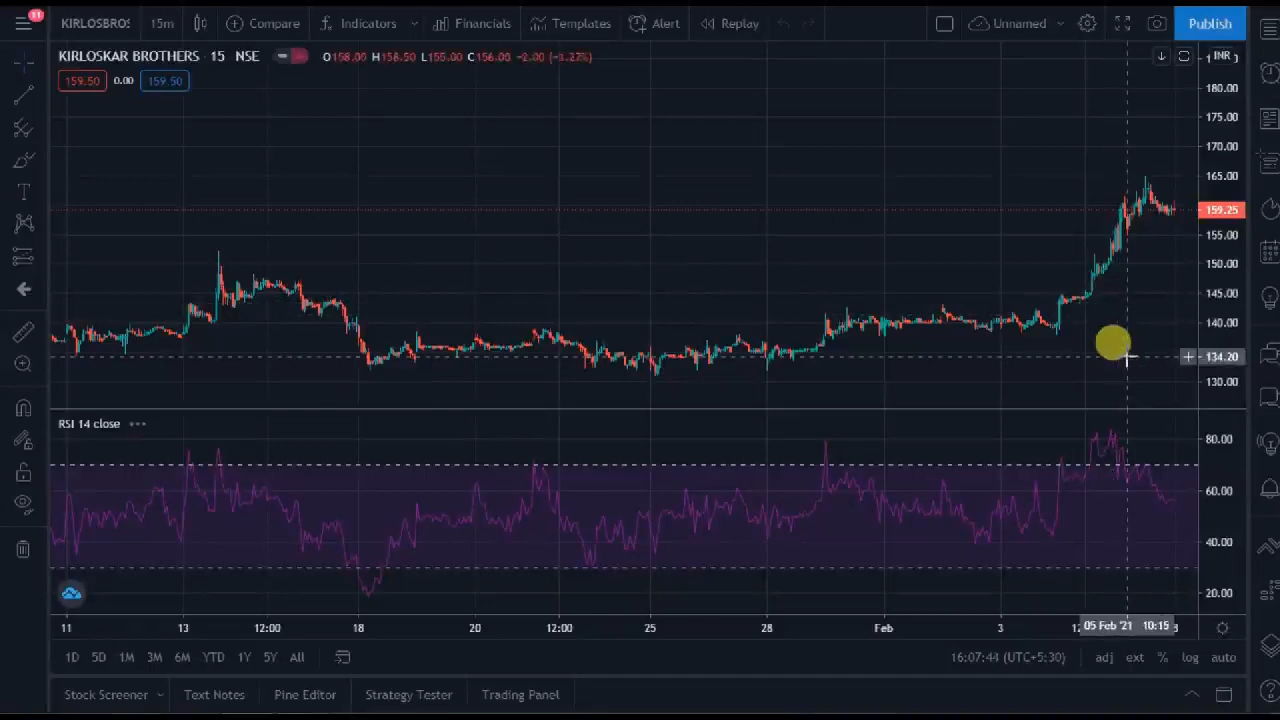 11
KIRLOSBROS 15m Compare Indicators Financials Templates Alert Replay Unnamed Publish
KIRLOSKAR BROTHERS · 15 NSE O158.00 H158.50 L155.00 C156.00 -2.00 (-1.27%)
INR
159.50 0.00 159.50
180.00
175.00
170.00
165.00
159.25
155.00
150.00
145.00
140.00
134.20
130.00
RSI 14 close
80.00
60.00
40.00
20.00
11 13 12:00 18 20 12:00 25 28 Feb 3 05 Feb '21 10:15
1D 5D 1M 3M 6M YTD 1Y 5Y All 16:07:44 (UTC+5:30) adj ext % log auto
Stock Screener Text Notes Pine Editor Strategy Tester Trading Panel